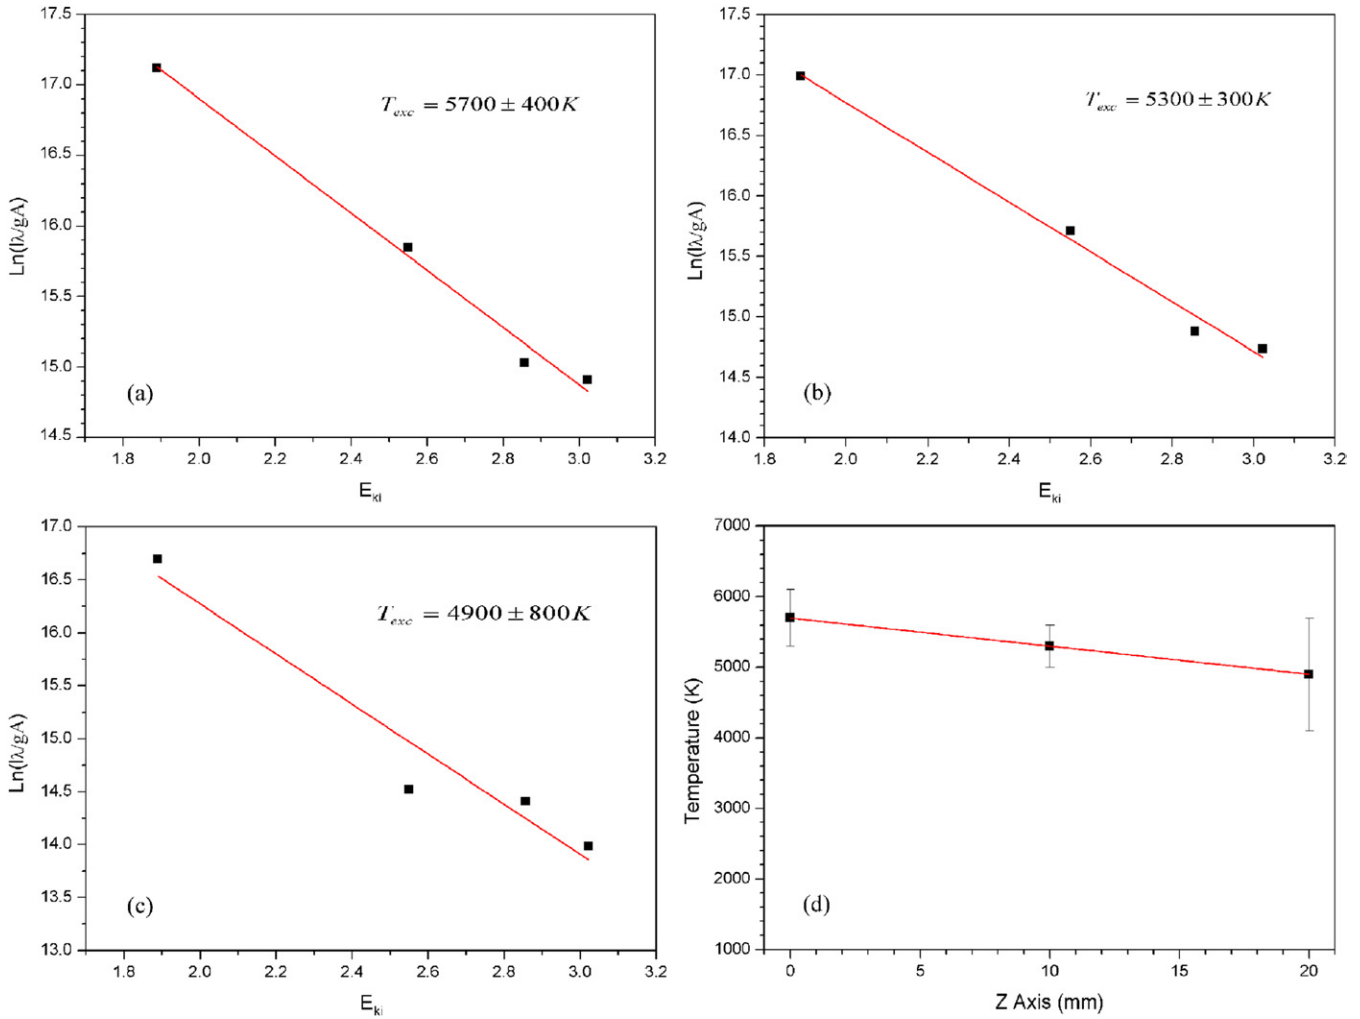 17.5
17.0
16.5
16.0
15.5
15.0
14.5
Ln(Iλ/gA)
T_exc = 5700 ± 400K
(a)
1.8 2.0 2.2 2.4 2.6 2.8 3.0 3.2
E_ki
17.5
17.0
16.5
16.0
15.5
15.0
14.5
14.0
Ln(Iλ/gA)
T_exc = 5300 ± 300K
(b)
1.8 2.0 2.2 2.4 2.6 2.8 3.0 3.2
E_ki
17.0
16.5
16.0
15.5
15.0
14.5
14.0
13.5
13.0
Ln(Iλ/gA)
T_exc = 4900 ± 800K
(c)
1.8 2.0 2.2 2.4 2.6 2.8 3.0 3.2
E_ki
7000
6000
5000
4000
3000
2000
1000
Temperature (K)
(d)
0 5 10 15 20
Z Axis (mm)